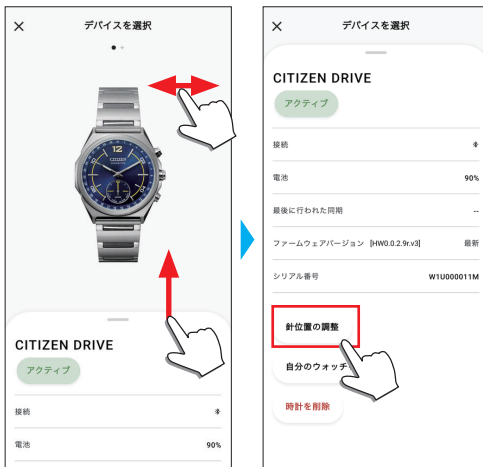 デバイスを選択
CITIZEN
12
CITIZEN DRIVE
アクティブ
接続
電池 90%
デバイスを選択
CITIZEN DRIVE
アクティブ
接続
電池 90%
最後に行われた同期 --
ファームウェアバージョン [HW0.0.2.9r.v3] 最新
シリアル番号 W1U000011M
針位置の調整
自分のウォッチ
時計を削除